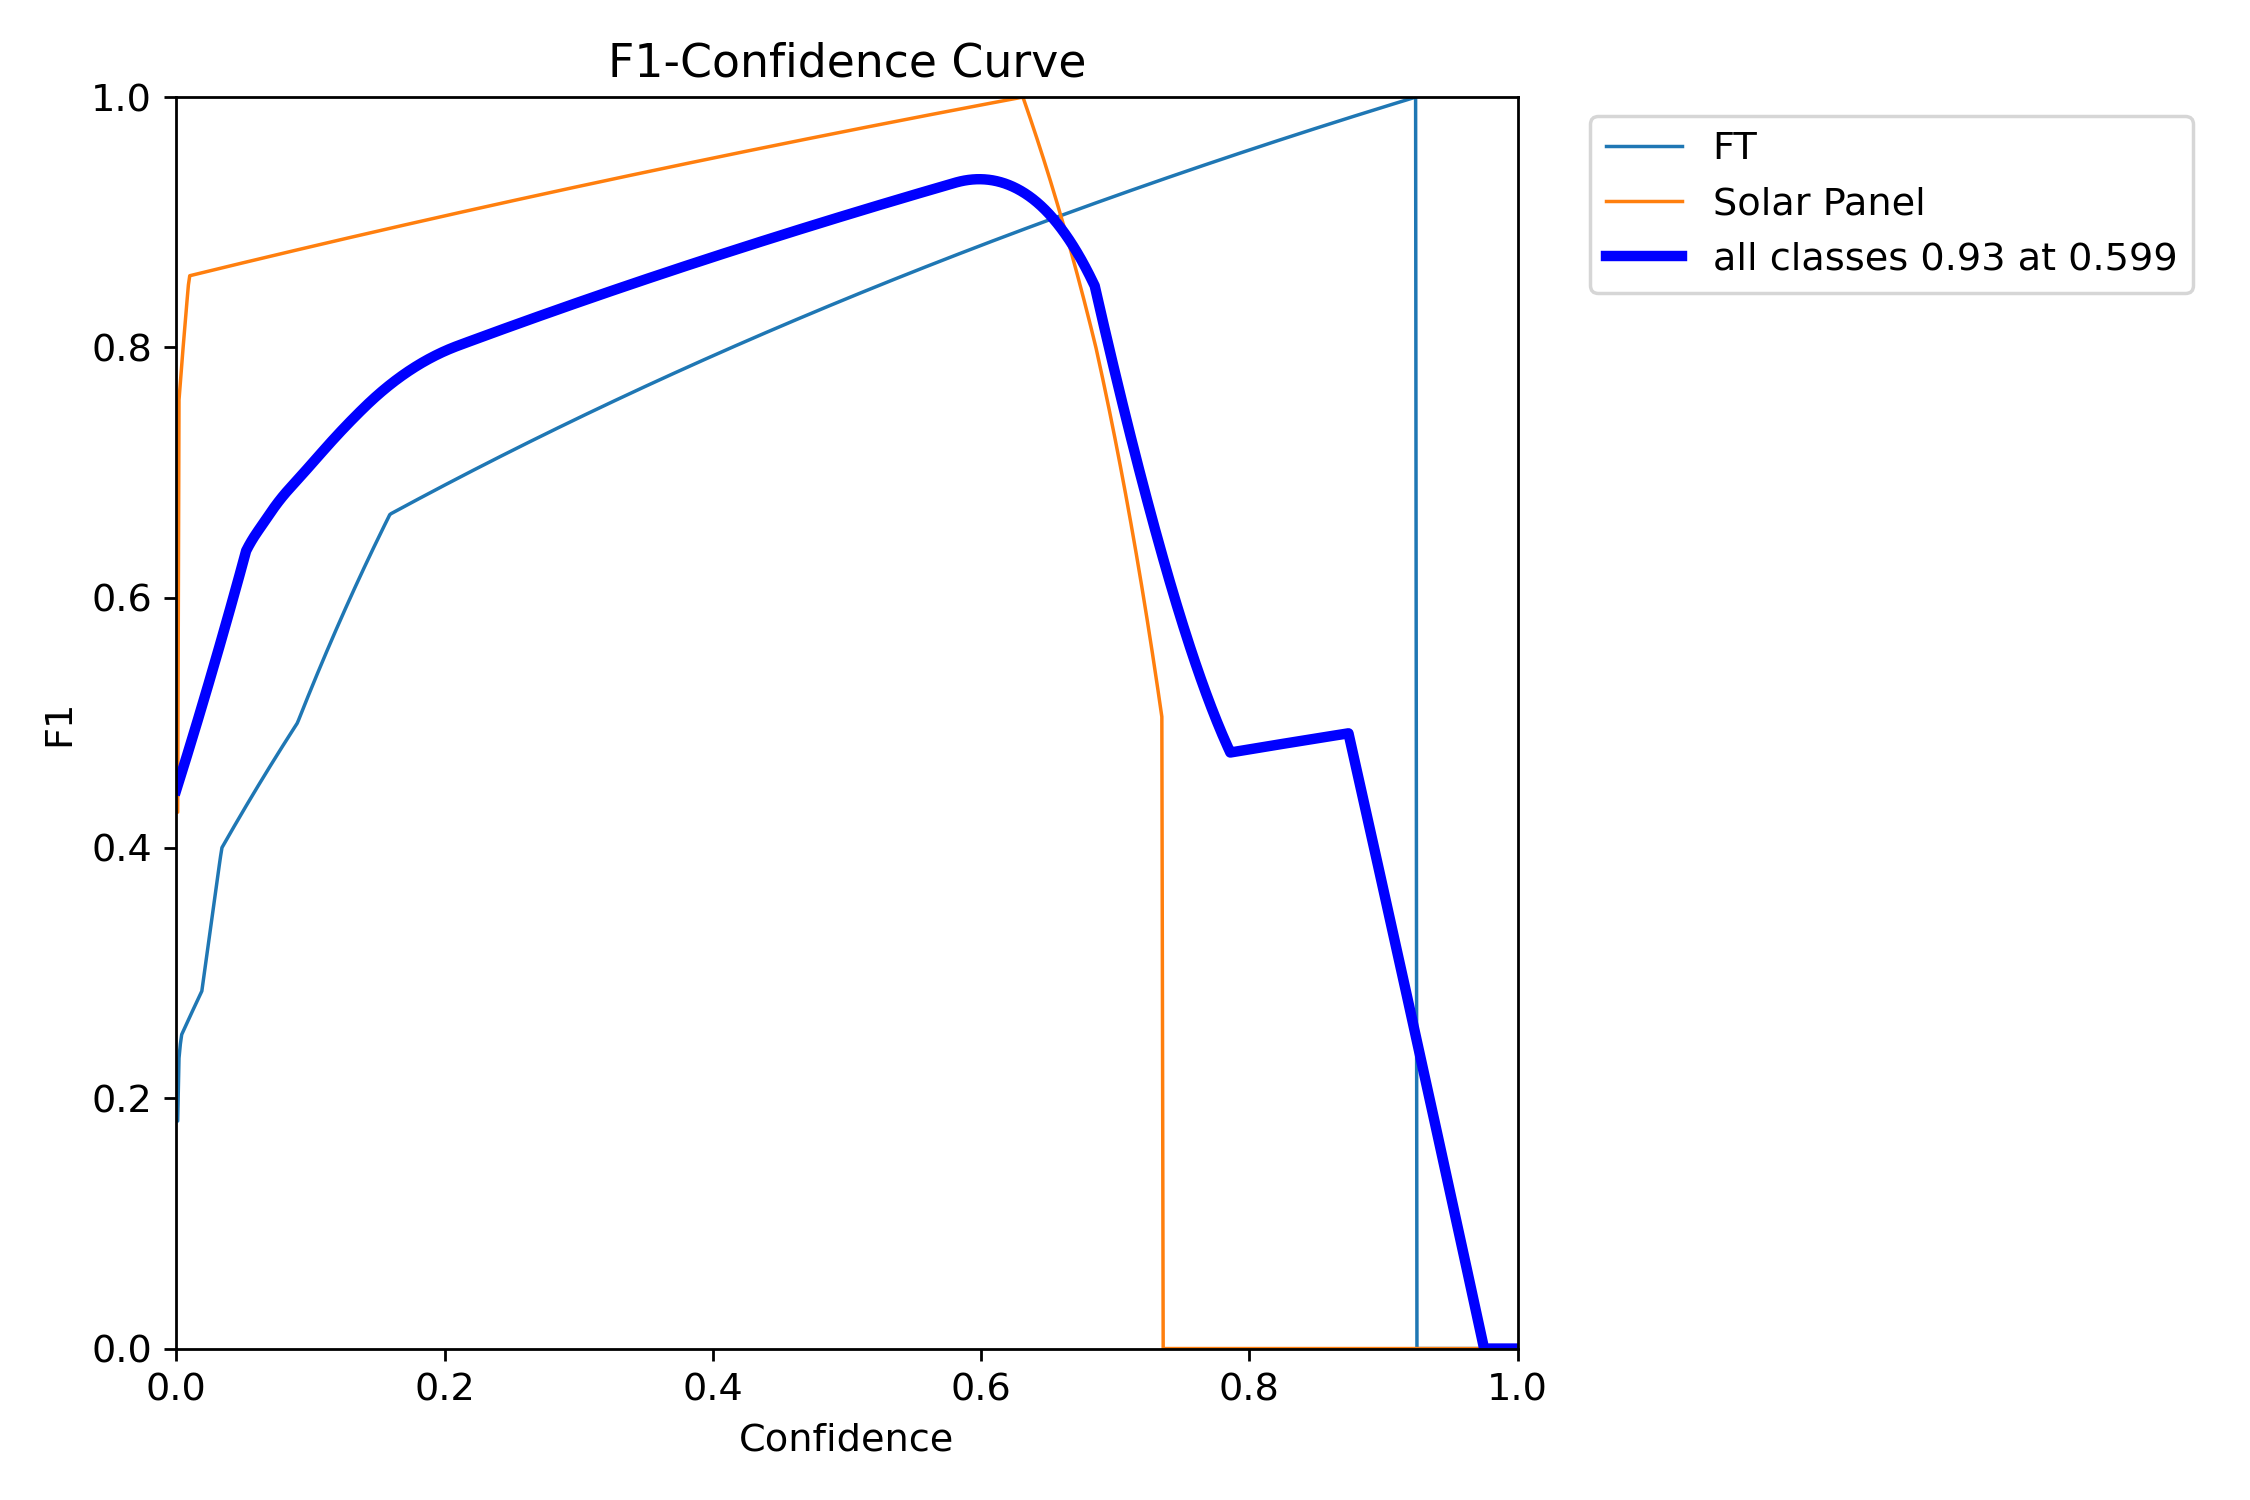 F1-Confidence Curve
1.0
0.8
0.6
0.4
0.2
0.0
F1
0.0 0.2 0.4 0.6 0.8 1.0
Confidence
FT
Solar Panel
all classes 0.93 at 0.599